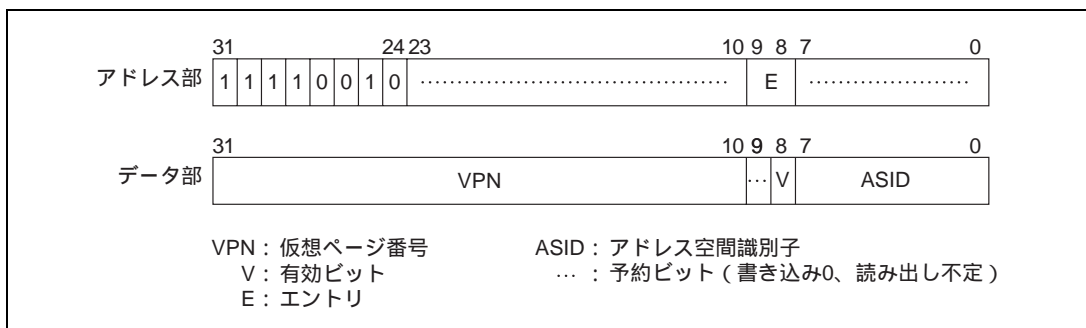 31 24 23 10 9 8 7 0
アドレス部 1 1 1 1 0 0 1 0 ………………………………… E ………………
31 10 9 8 7 0
データ部 VPN … V ASID
VPN : 仮想ページ番号 ASID : アドレス空間識別子
V : 有効ビット … : 予約ビット ( 書き込み0、読み出し不定 )
E : エントリ